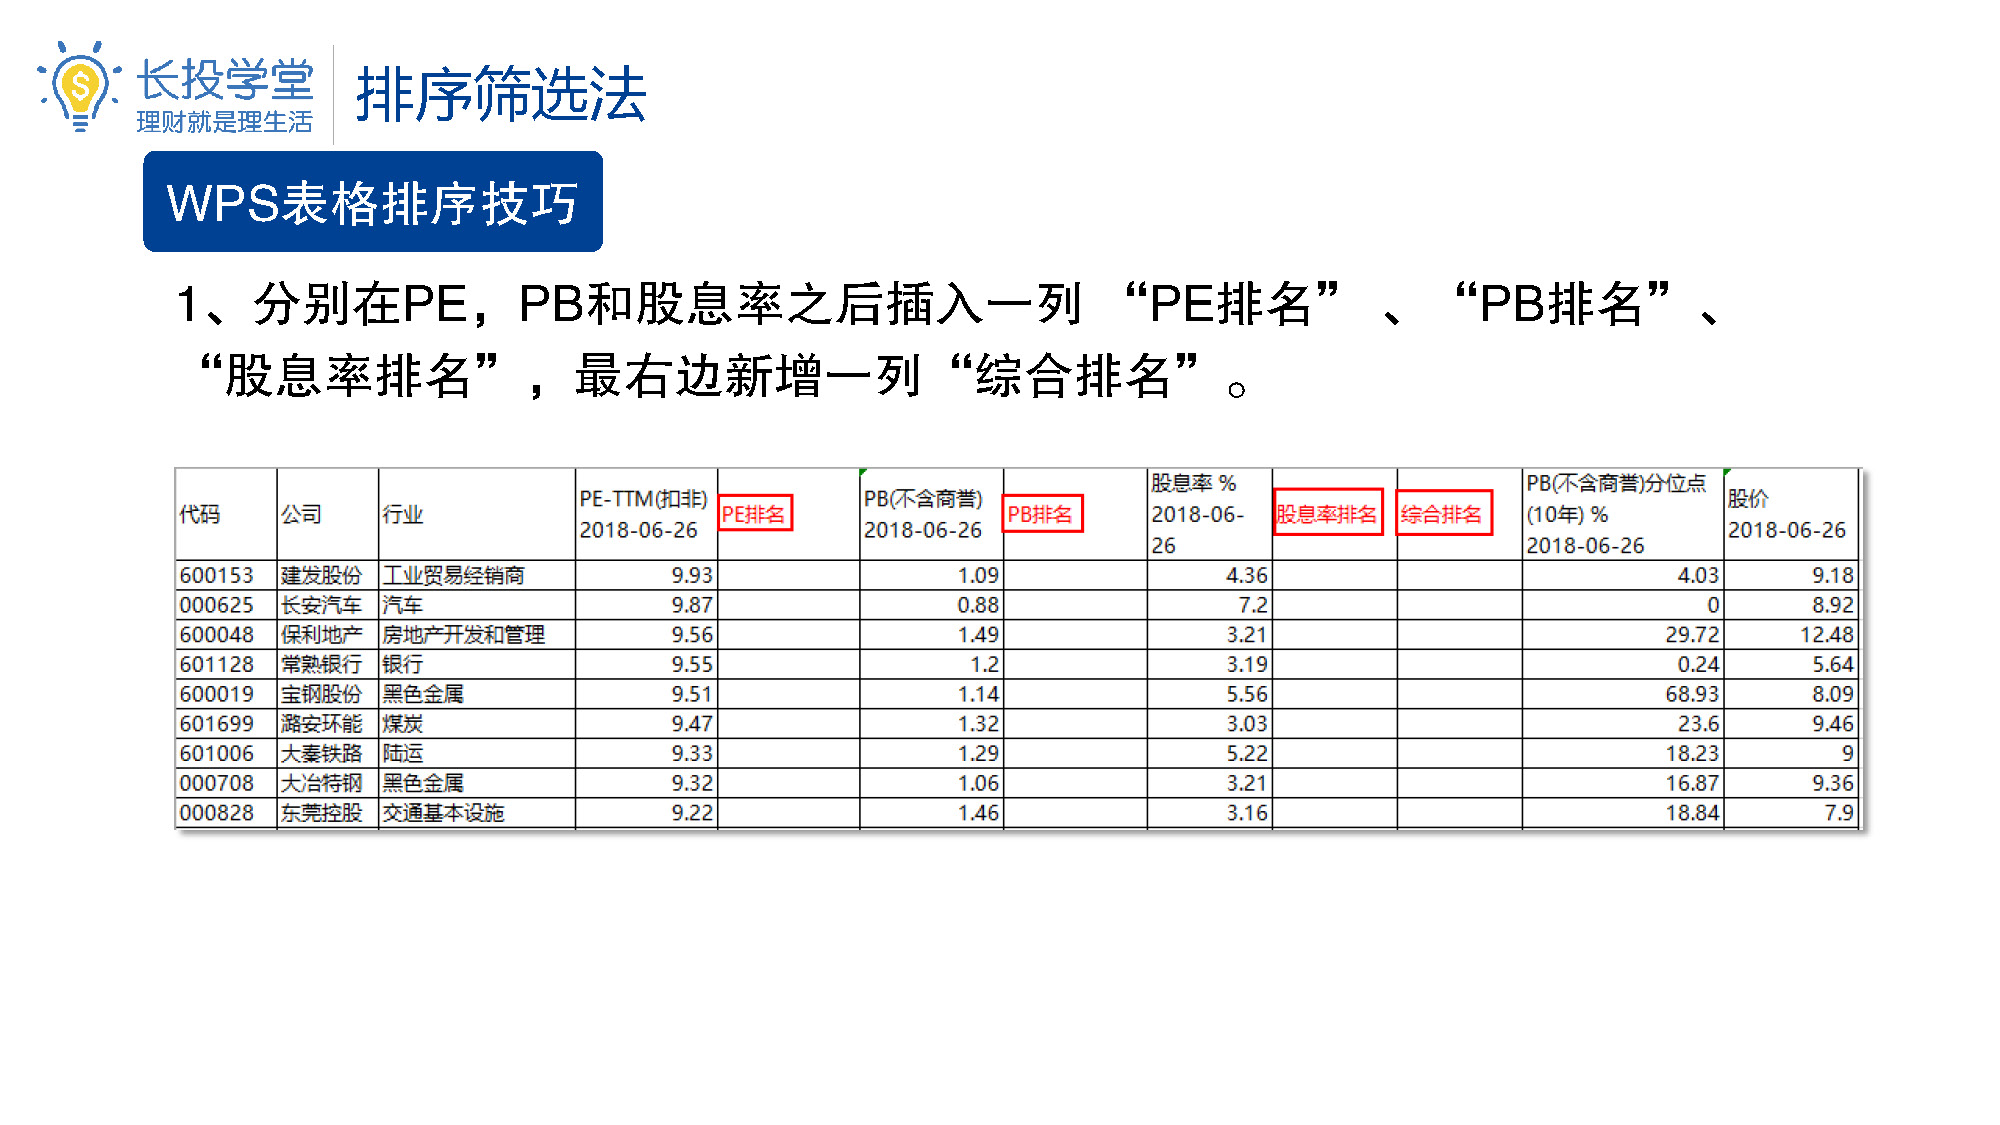 长投学堂
理财就是理生活
排序筛选法
WPS表格排序技巧
1、分别在PE，PB和股息率之后插入一列 “PE排名” 、 “PB排名”、
“股息率排名” ，最右边新增一列“综合排名” 。
代码 公司 行业 PE-TTM(扣非) 2018-06-26 PE排名 PB(不含商誉) 2018-06-26 PB排名 股息率 % 2018-06-26 股息率排名 综合排名 PB(不含商誉)分位点(10年) % 2018-06-26 股价 2018-06-26
600153 建发股份 工业贸易经销商 9.93 1.09 4.36 4.03 9.18
000625 长安汽车 汽车 9.87 0.88 7.2 0 8.92
600048 保利地产 房地产开发和管理 9.56 1.49 3.21 29.72 12.48
601128 常熟银行 银行 9.55 1.2 3.19 0.24 5.64
600019 宝钢股份 黑色金属 9.51 1.14 5.56 68.93 8.09
601699 潞安环能 煤炭 9.47 1.32 3.03 23.6 9.46
601006 大秦铁路 陆运 9.33 1.29 5.22 18.23 9
000708 大冶特钢 黑色金属 9.32 1.06 3.21 16.87 9.36
000828 东莞控股 交通基本设施 9.22 1.46 3.16 18.84 7.9